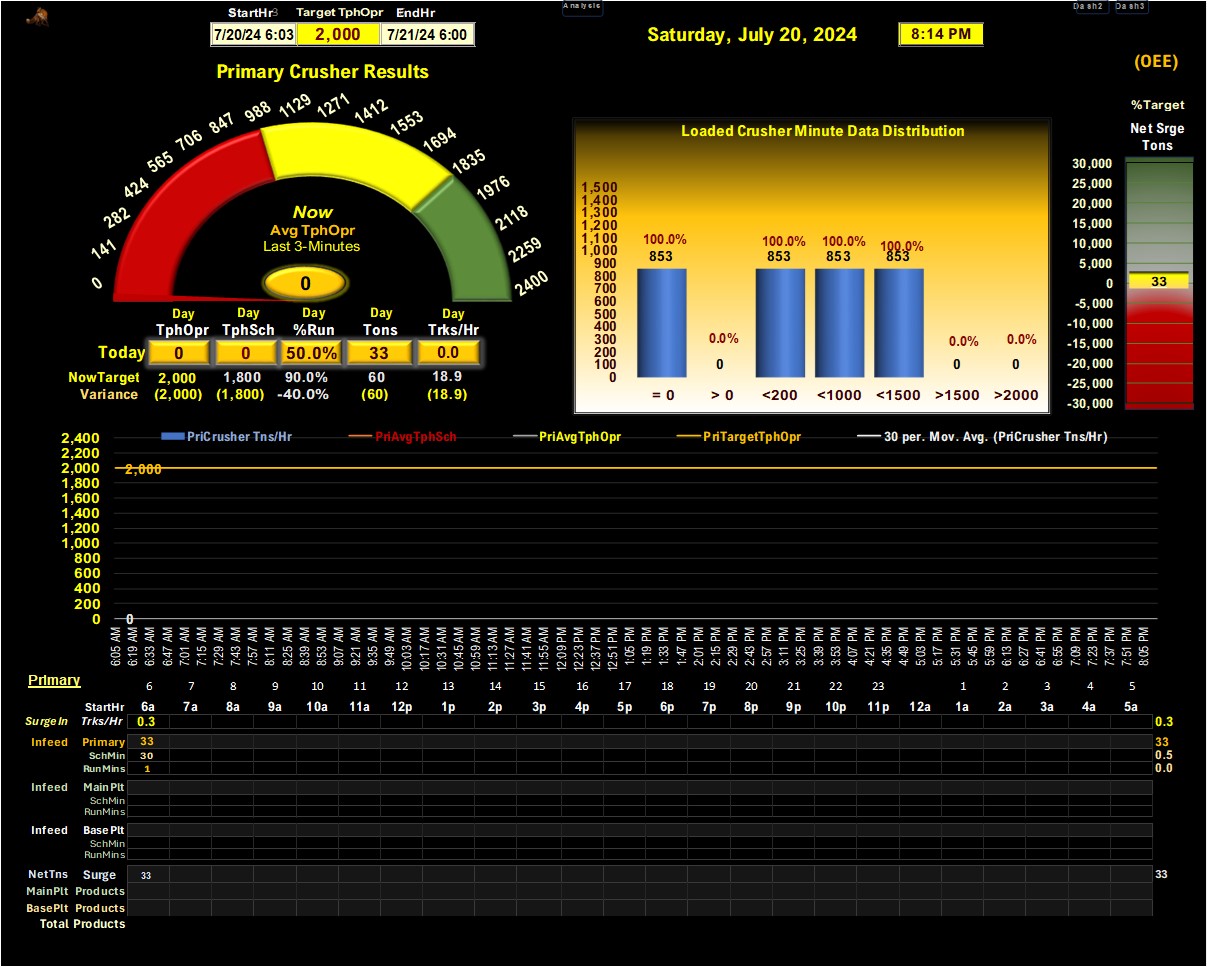 StartHr3 Target TphOpr EndHr
7/20/24 6:03 2,000 7/21/24 6:00
Analysis
Dash2 Dash3
Saturday, July 20, 2024 8:14 PM
(OEE)
Primary Crusher Results
0 141 282 424 565 706 847 988 1129 1271 1412 1553 1694 1835 1976 2118 2259 2400
Now
Avg TphOpr
Last 3-Minutes
0
Day Day Day Day Day
TphOpr TphSch %Run Tons Trks/Hr
Today 0 0 50.0% 33 0.0
NowTarget 2,000 1,800 90.0% 60 18.9
Variance (2,000) (1,800) -40.0% (60) (18.9)
Loaded Crusher Minute Data Distribution
1,500
1,400
1,300
1,200
1,100
1,000
900
800
700
600
500
400
300
200
100
0
100.0% 0.0% 100.0% 100.0% 100.0% 0.0% 0.0%
853 0 853 853 853 0 0
= 0 > 0 <200 <1000 <1500 >1500 >2000
%Target
Net Srge
Tons
30,000
25,000
20,000
15,000
10,000
5,000
0
-5,000
-10,000
-15,000
-20,000
-25,000
-30,000
33
PriCrusher Tns/Hr PriAvgTphSch PriAvgTphOpr PriTargetTphOpr 30 per. Mov. Avg. (PriCrusher Tns/Hr)
2,400
2,200
2,000
1,800
1,600
1,400
1,200
1,000
800
600
400
200
0
2,000
0
6:05 AM 6:19 AM 6:33 AM 6:47 AM 7:01 AM 7:15 AM 7:29 AM 7:43 AM 7:57 AM 8:11 AM 8:25 AM 8:39 AM 8:53 AM 9:07 AM 9:21 AM 9:35 AM 9:49 AM 10:03 AM 10:17 AM 10:31 AM 10:45 AM 10:59 AM 11:13 AM 11:27 AM 11:41 AM 11:55 AM 12:09 PM 12:23 PM 12:37 PM 12:51 PM 1:05 PM 1:19 PM 1:33 PM 1:47 PM 2:01 PM 2:15 PM 2:29 PM 2:43 PM 2:57 PM 3:11 PM 3:25 PM 3:39 PM 3:53 PM 4:07 PM 4:21 PM 4:35 PM 4:49 PM 5:03 PM 5:17 PM 5:31 PM 5:45 PM 5:59 PM 6:13 PM 6:27 PM 6:41 PM 6:55 PM 7:09 PM 7:23 PM 7:37 PM 7:51 PM 8:05 PM
Primary
6 7 8 9 10 11 12 13 14 15 16 17 18 19 20 21 22 23 1 2 3 4 5
StartHr 6a 7a 8a 9a 10a 11a 12p 1p 2p 3p 4p 5p 6p 7p 8p 9p 10p 11p 12a 1a 2a 3a 4a 5a
SurgeIn Trks/Hr 0.3 0.3
Infeed Primary 33 33
SchMin 30 0.5
RunMins 1 0.0
Infeed MainPlt
SchMin
RunMins
Infeed BasePlt
SchMin
RunMins
NetTns Surge 33 33
MainPlt Products
BasePlt Products
Total Products